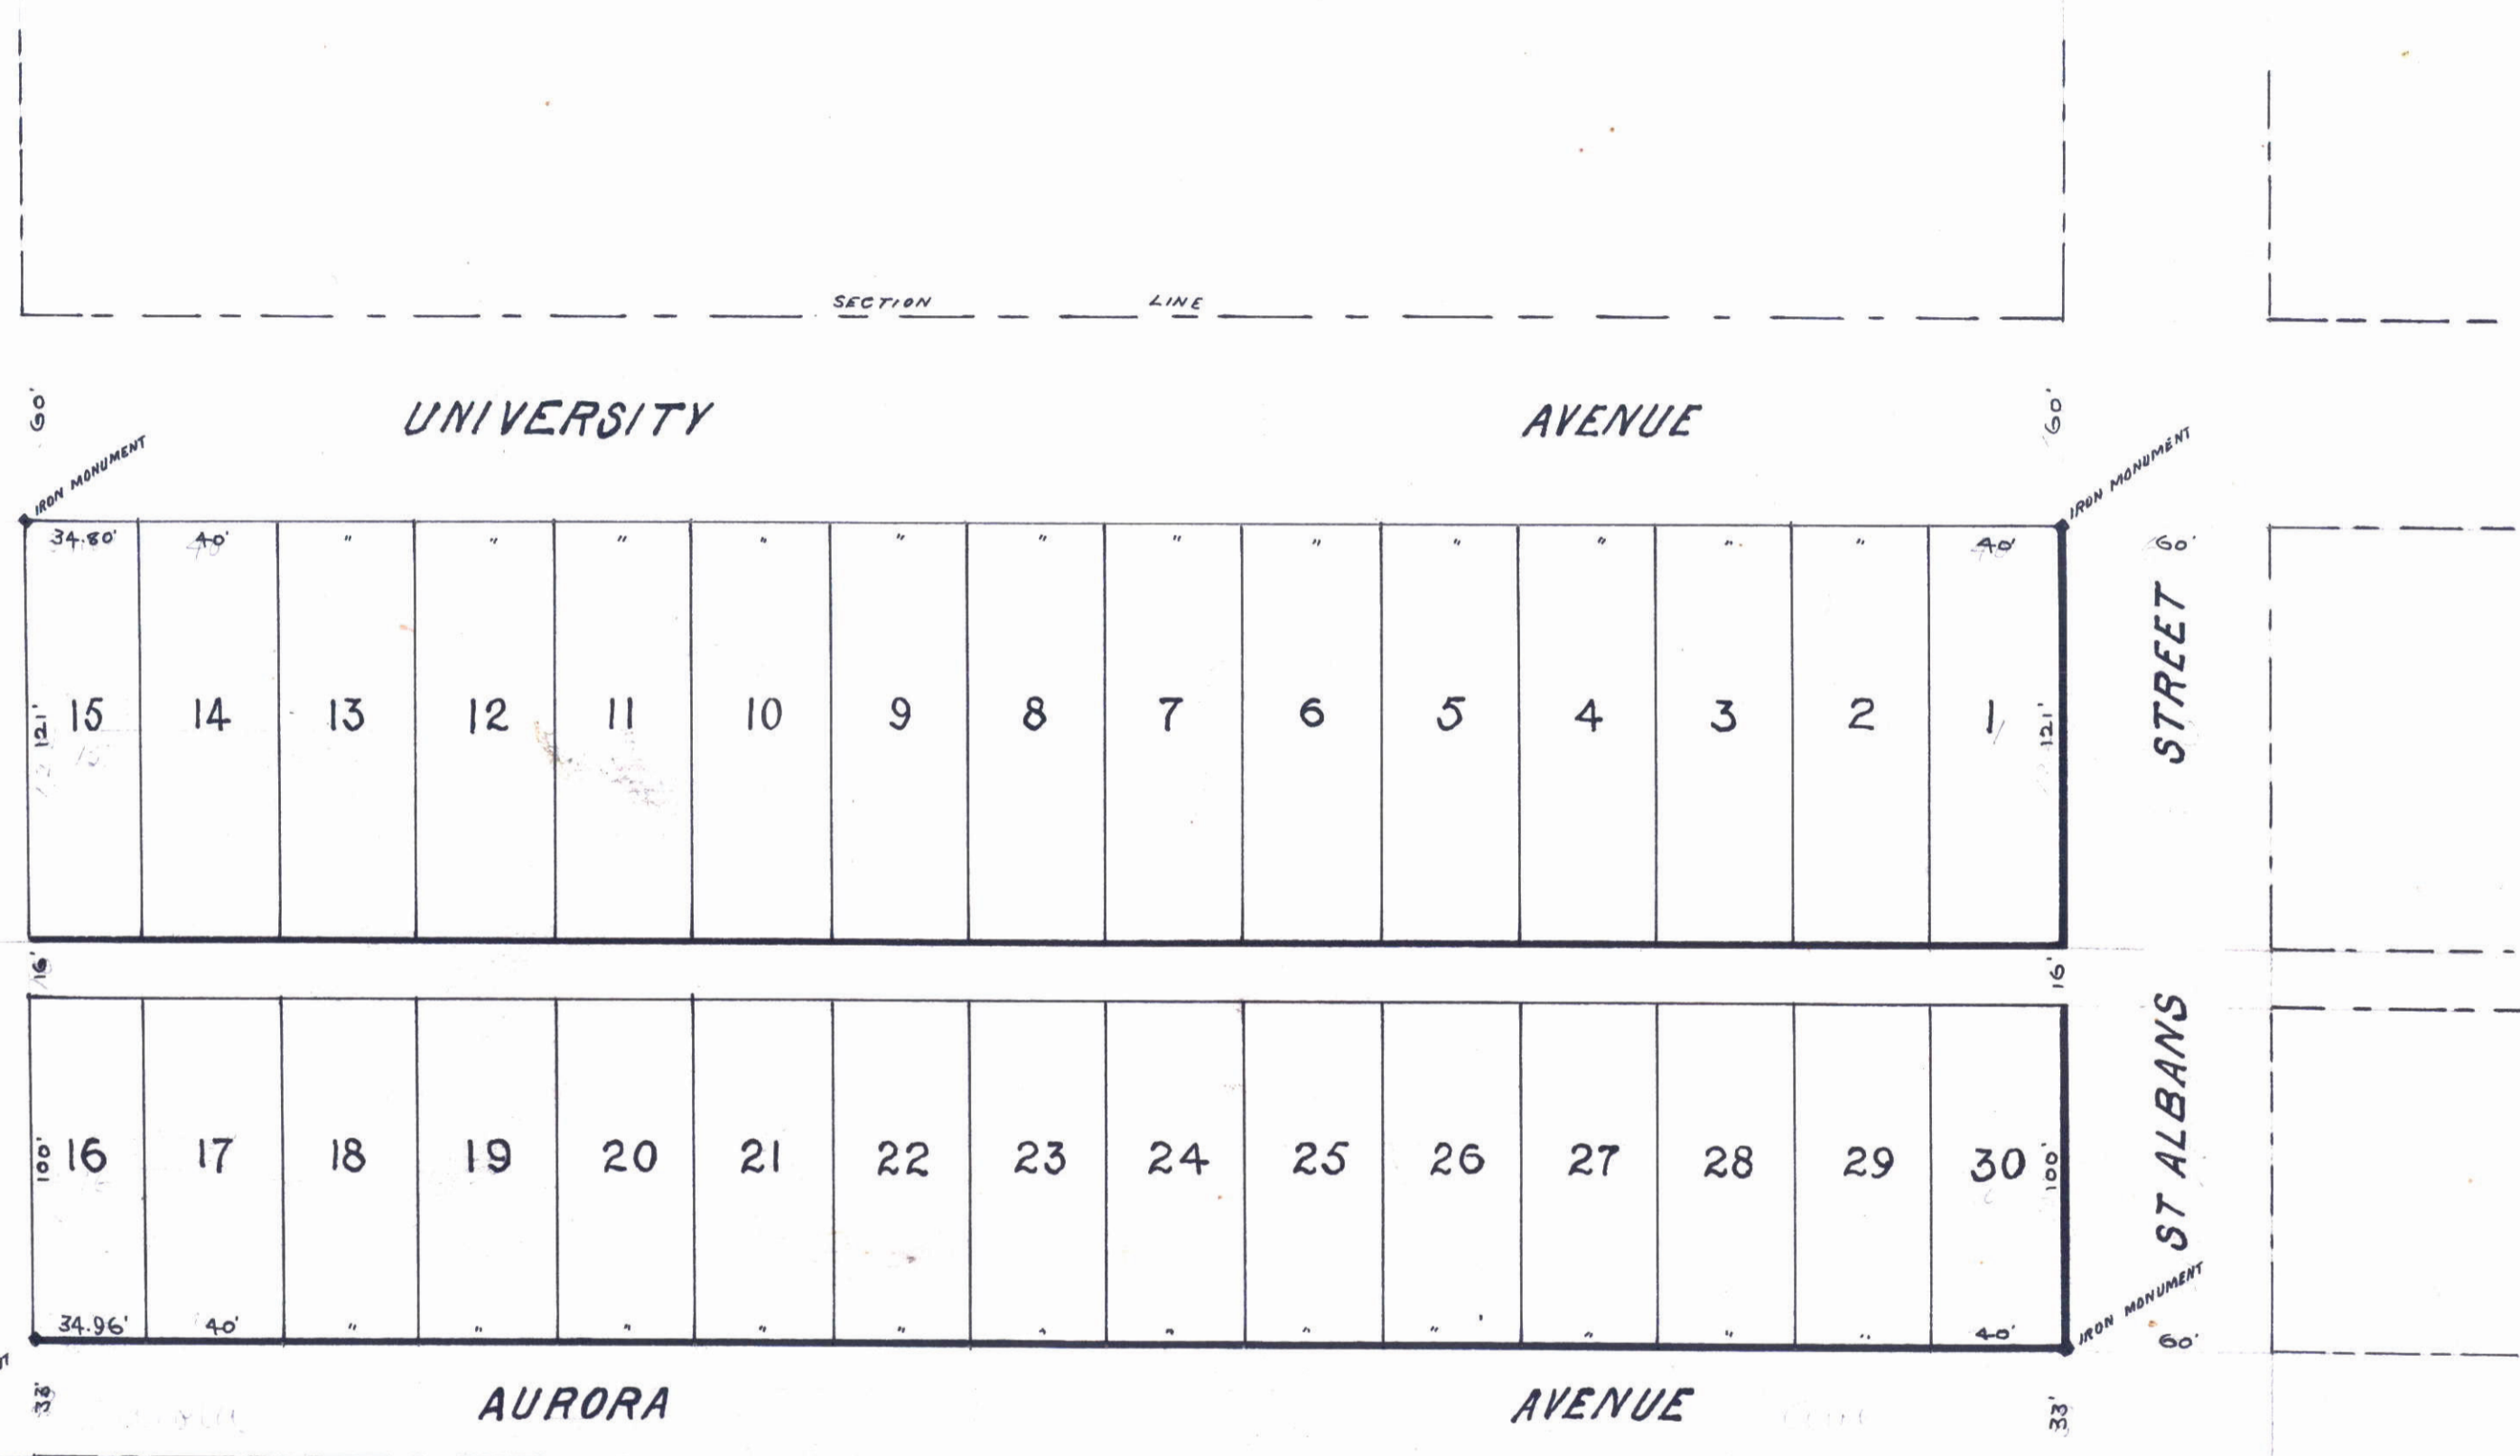 SECTION LINE
60' UNIVERSITY AVENUE 60'
IRON MONUMENT
IRON MONUMENT
34.80' 40' " " " " " " " " " " " " 40'
60'
STREET
121' 15 14 13 12 11 10 9 8 7 6 5 4 3 2 1 121'
16' 16'
ST ALBANS
100' 16 17 18 19 20 21 22 23 24 25 26 27 28 29 30 100'
IRON MONUMENT
34.96' 40' " " " " " " " " " " " " 40'
60'
33' AURORA AVENUE 33'